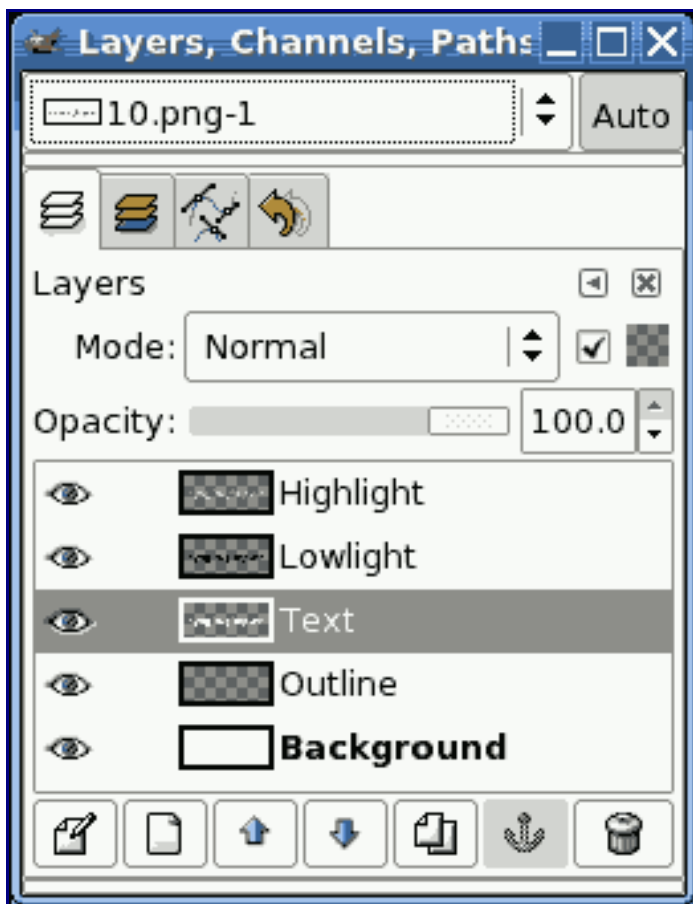 Layers, Channels, Paths
10.png-1
Auto
Layers
Mode: Normal
Opacity: 100.0
Highlight
Lowlight
Text
Outline
Background